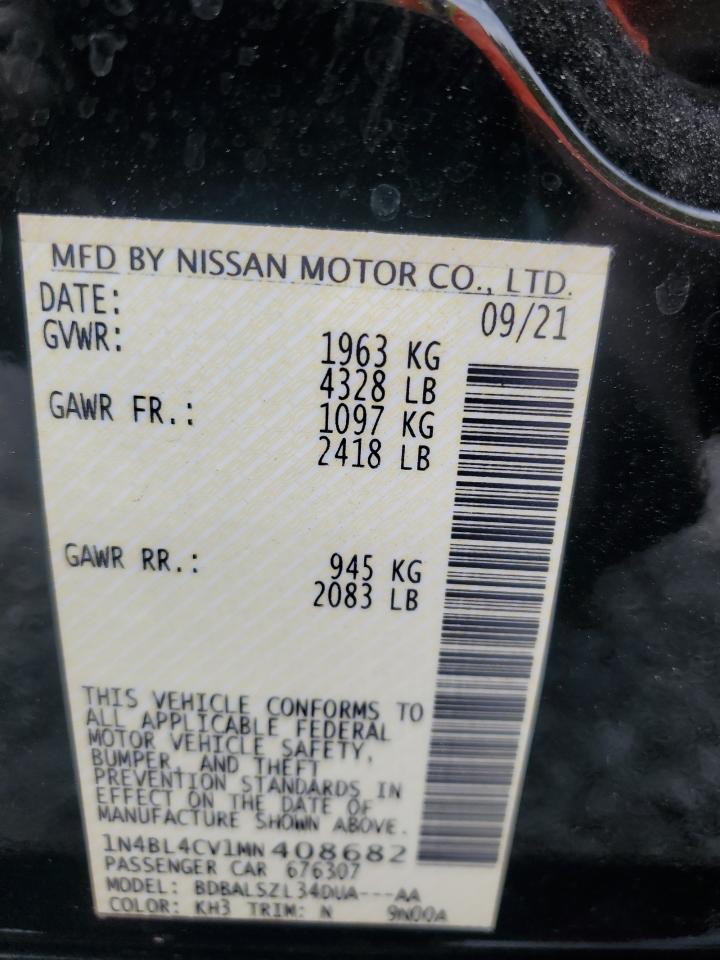 MFD BY NISSAN MOTOR CO., LTD.
DATE: 09/21
GVWR: 1963 KG
4328 LB
GAWR FR.: 1097 KG
2418 LB
GAWR RR.: 945 KG
2083 LB
THIS VEHICLE CONFORMS TO
ALL APPLICABLE FEDERAL
MOTOR VEHICLE SAFETY,
BUMPER, AND THEFT
PREVENTION STANDARDS IN
EFFECT ON THE DATE OF
MANUFACTURE SHOWN ABOVE.
1N4BL4CV1MN408682
PASSENGER CAR 676307
MODEL: BDBALSZL34DUA---AA
COLOR: KH3 TRIM: N 9N00A